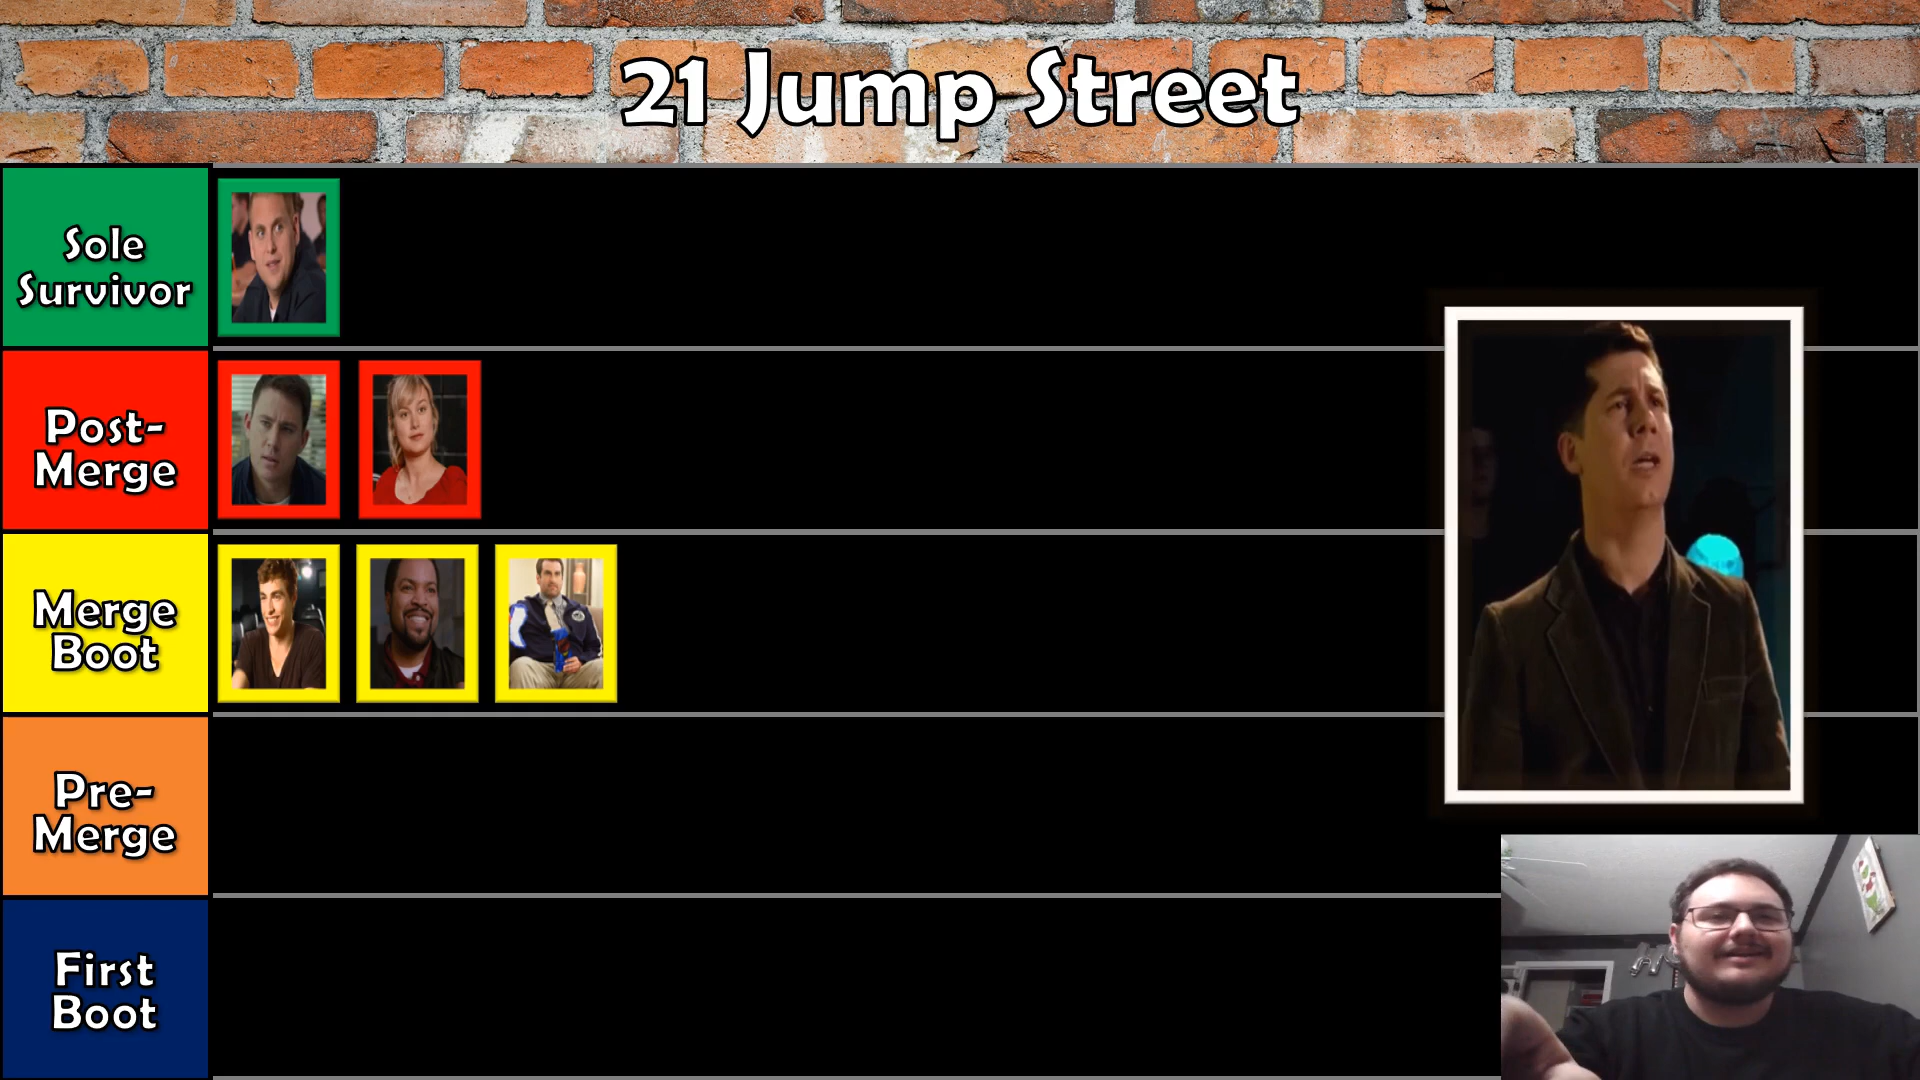 21 Jump Street
Sole
Survivor
Post-
Merge
Merge
Boot
Pre-
Merge
First
Boot